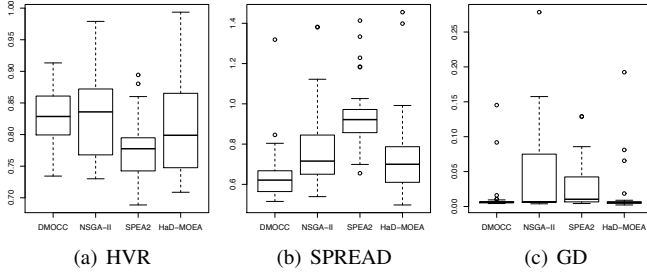 0.70 0.75 0.80 0.85 0.90 0.95 1.00
DMOCC NSGA−II SPEA2 HaD−MOEA
(a) HVR
0.6 0.8 1.0 1.2 1.4
DMOCC NSGA−II SPEA2 HaD−MOEA
(b) SPREAD
0.00 0.05 0.10 0.15 0.20 0.25
DMOCC NSGA−II SPEA2 HaD−MOEA
(c) GD